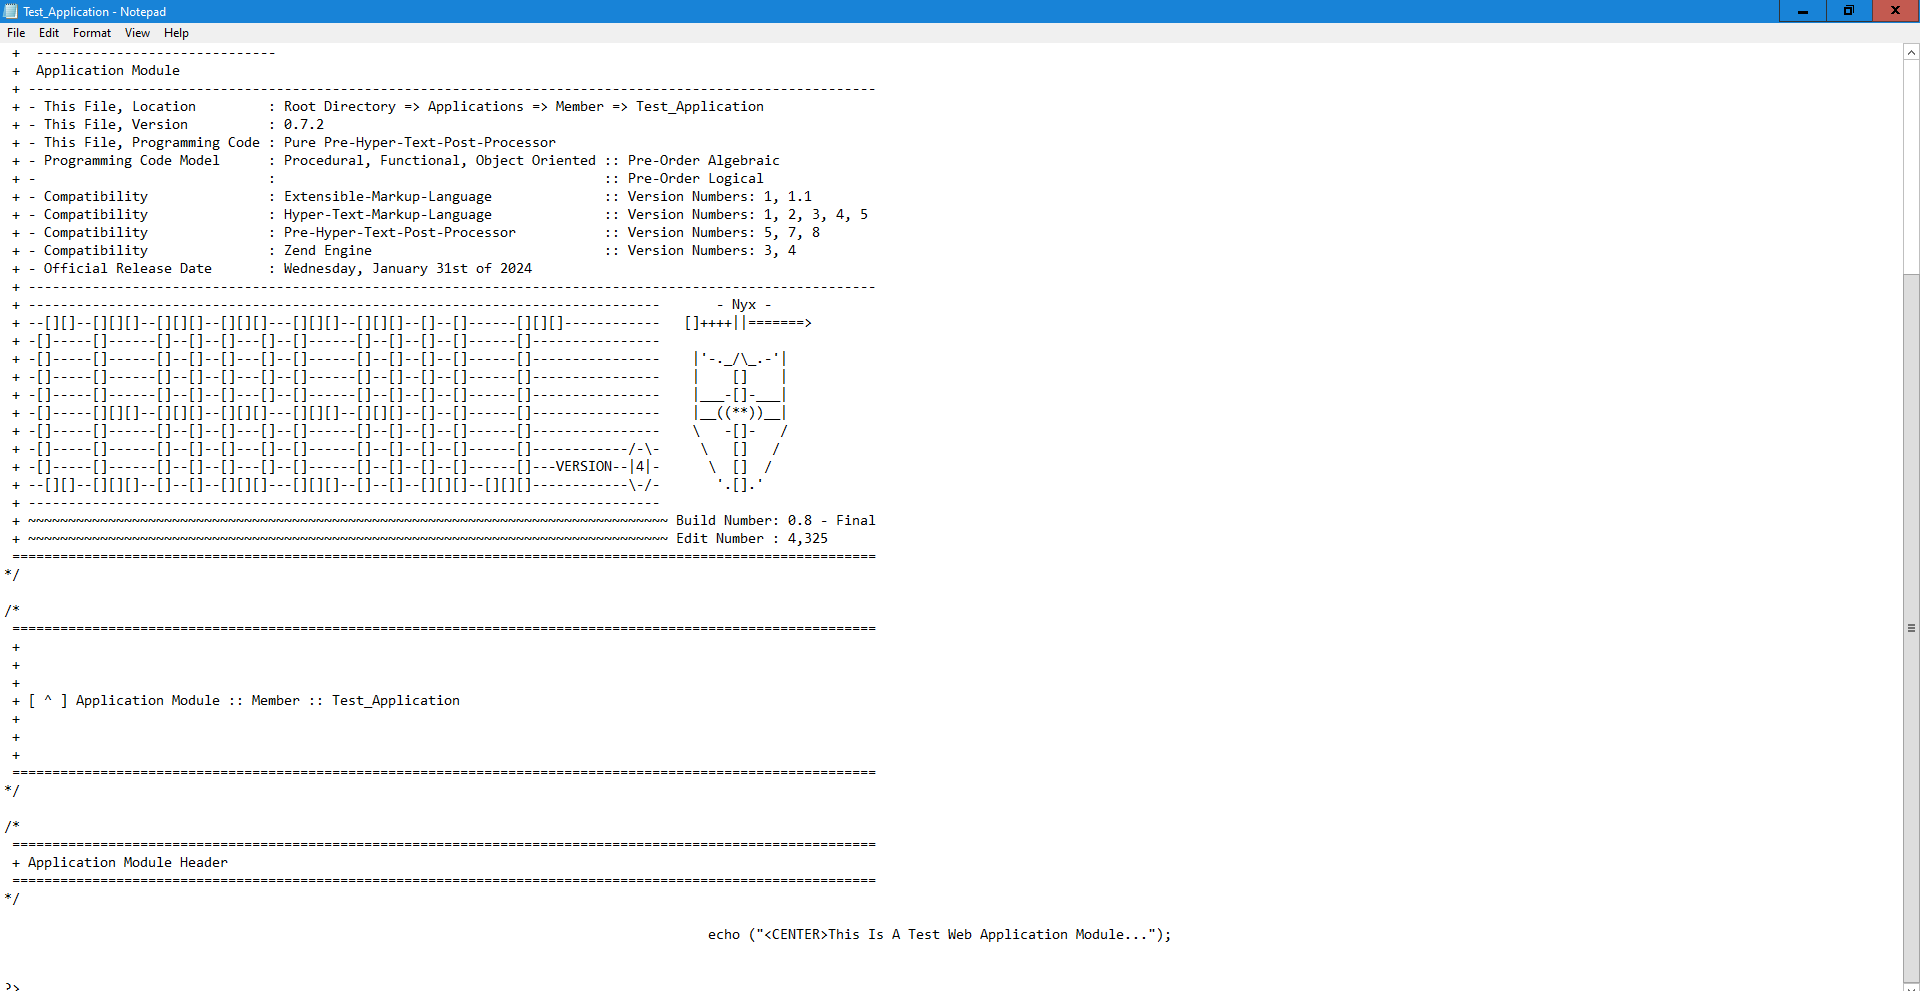 Test_Application - Notepad
File Edit Format View Help
+  ------------------------------
+  Application Module
+ ----------------------------------------------------------------------------------------------------------
+ - This File, Location         : Root Directory => Applications => Member => Test_Application
+ - This File, Version          : 0.7.2
+ - This File, Programming Code : Pure Pre-Hyper-Text-Post-Processor
+ - Programming Code Model      : Procedural, Functional, Object Oriented :: Pre-Order Algebraic
+ -                             :                                         :: Pre-Order Logical
+ - Compatibility               : Extensible-Markup-Language              :: Version Numbers: 1, 1.1
+ - Compatibility               : Hyper-Text-Markup-Language              :: Version Numbers: 1, 2, 3, 4, 5
+ - Compatibility               : Pre-Hyper-Text-Post-Processor           :: Version Numbers: 5, 7, 8
+ - Compatibility               : Zend Engine                             :: Version Numbers: 3, 4
+ - Official Release Date       : Wednesday, January 31st of 2024
+ ----------------------------------------------------------------------------------------------------------
+ -------------------------------------------------------------------------------       - Nyx -
+ --[][]--[][][]--[][][]--[][][]---[][][]--[][][]--[]--[]------[][][]------------   []++++||=======>
+ -[]-----[]------[]--[]--[]--[]--[]------[]--[]--[]--[]------[]----------------
+ -[]-----[]------[]--[]--[]--[]--[]------[]--[]--[]--[]------[]----------------    |'-._/\_.-'|
+ -[]-----[]------[]--[]--[]--[]--[]------[]--[]--[]--[]------[]----------------    |    []    |
+ -[]-----[]------[]--[]--[]--[]--[]------[]--[]--[]--[]------[]----------------    |___-[]-___|
+ -[]-----[][][]--[][][]--[][][]---[][][]--[][][]--[]--[]------[]----------------    |__((**))__|
+ -[]-----[]------[]--[]--[]--[]------[]--[]--[]--[]--[]------[]----------------    \   -[]-   /
+ -[]-----[]------[]--[]--[]--[]------[]--[]--[]--[]--[]------[]------------/-\-     \   []   /
+ -[]-----[]------[]--[]--[]--[]------[]--[]--[]--[]--[]------[]---VERSION--|4|-      \  []  /
+ --[][]--[][][]--[]--[]--[][][]---[][][]--[]--[]--[][][]--[][][]------------\-/-       '.[].'
+ -------------------------------------------------------------------------------
+ ~~~~~~~~~~~~~~~~~~~~~~~~~~~~~~~~~~~~~~~~~~~~~~~~~~~~~~~~~~~~~~~~~~~~~~~~~~~~~~~~ Build Number: 0.8 - Final
+ ~~~~~~~~~~~~~~~~~~~~~~~~~~~~~~~~~~~~~~~~~~~~~~~~~~~~~~~~~~~~~~~~~~~~~~~~~~~~~~~~ Edit Number : 4,325
============================================================================================================
*/
/*
============================================================================================================
+
+
+
+ [ ^ ] Application Module :: Member :: Test_Application
+
+
+
============================================================================================================
*/
/*
============================================================================================================
+ Application Module Header
============================================================================================================
*/
echo ("<CENTER>This Is A Test Web Application Module...");
?>